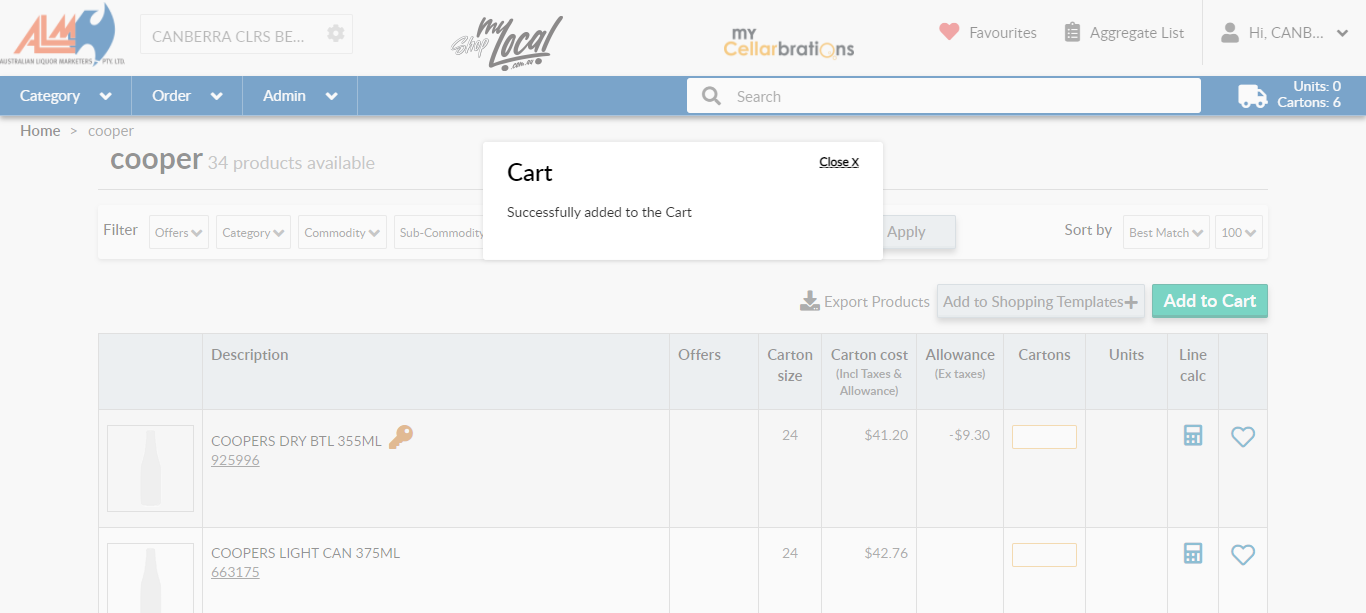 ALM
AUSTRALIAN LIQUOR MARKETERS PTY. LTD.
CANBERRA CLRS BE...
my
Shop Local
.com.au
my
Cellarbrations
Favourites
Aggregate List
Hi, CANB...
Category
Order
Admin
Search
Units: 0
Cartons: 6
Home > cooper
cooper 34 products available
Cart
Close X
Successfully added to the Cart
Filter
Offers
Category
Commodity
Sub-Commodity
Apply
Sort by
Best Match
100
Export Products
Add to Shopping Templates+
Add to Cart
Description
Offers
Carton
size
Carton cost
(Incl Taxes &
Allowance)
Allowance
(Ex taxes)
Cartons
Units
Line
calc
COOPERS DRY BTL 355ML
925996
24
$41.20
-$9.30
COOPERS LIGHT CAN 375ML
663175
24
$42.76